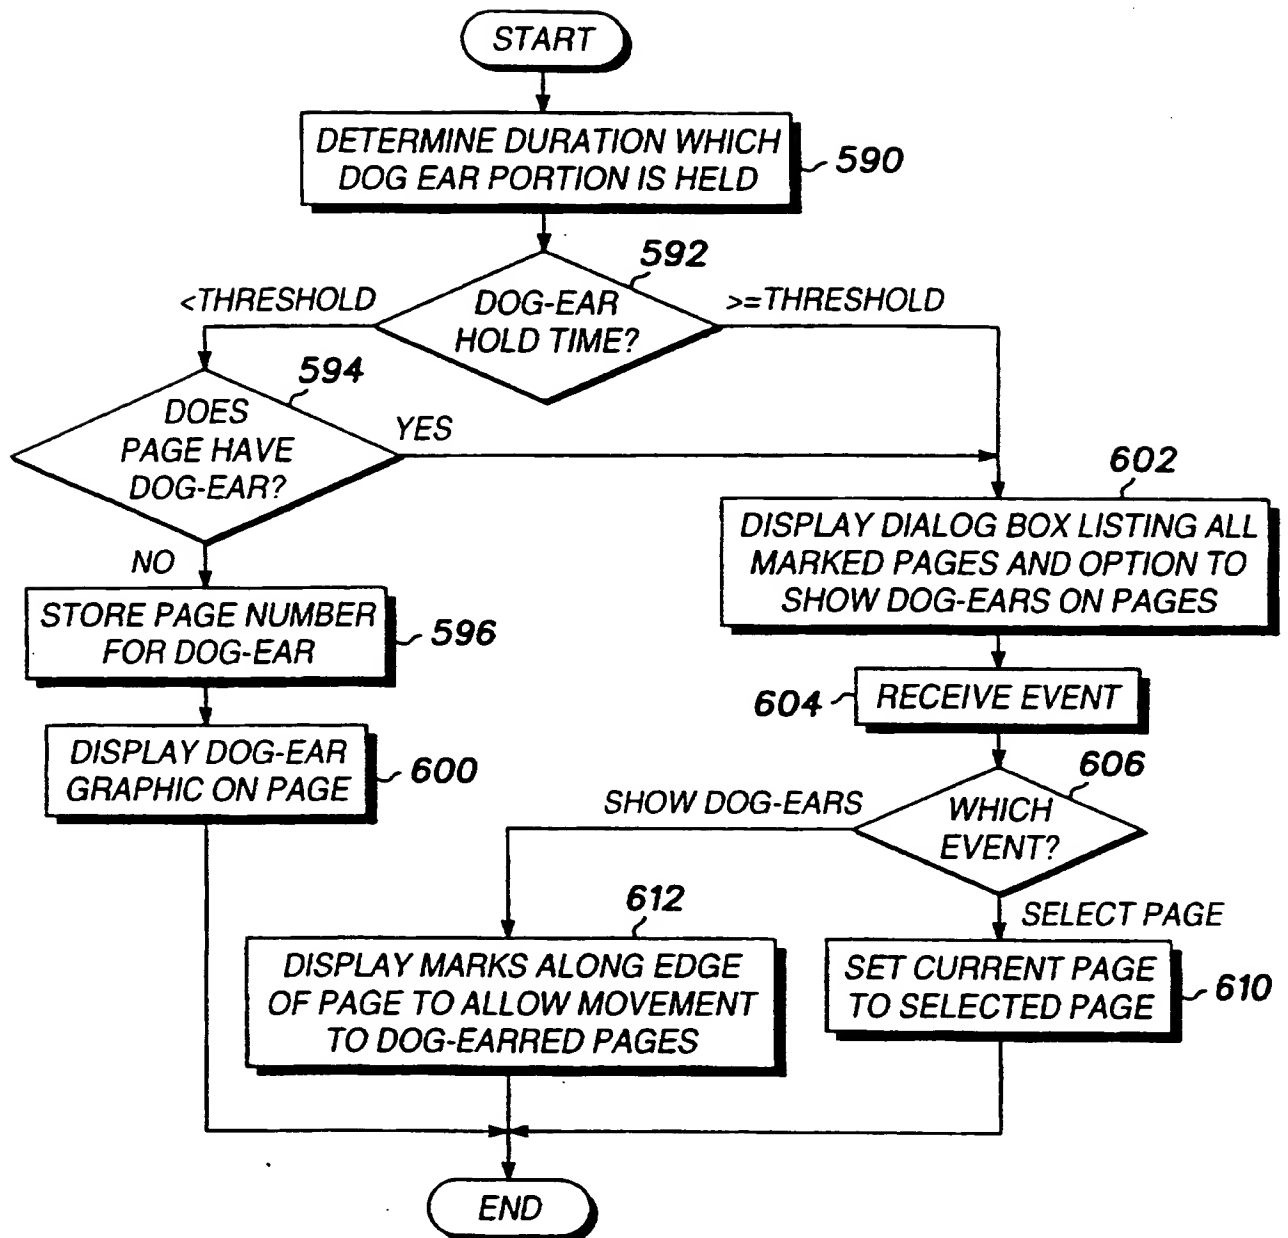 START
DETERMINE DURATION WHICH
DOG EAR PORTION IS HELD
590
592
<THRESHOLD
DOG-EAR
HOLD TIME?
>=THRESHOLD
594
DOES
PAGE HAVE
DOG-EAR?
YES
NO
602
DISPLAY DIALOG BOX LISTING ALL
MARKED PAGES AND OPTION TO
SHOW DOG-EARS ON PAGES
STORE PAGE NUMBER
FOR DOG-EAR
596
604
RECEIVE EVENT
DISPLAY DOG-EAR
GRAPHIC ON PAGE
600
606
SHOW DOG-EARS
WHICH
EVENT?
SELECT PAGE
612
DISPLAY MARKS ALONG EDGE
OF PAGE TO ALLOW MOVEMENT
TO DOG-EARRED PAGES
SET CURRENT PAGE
TO SELECTED PAGE
610
END